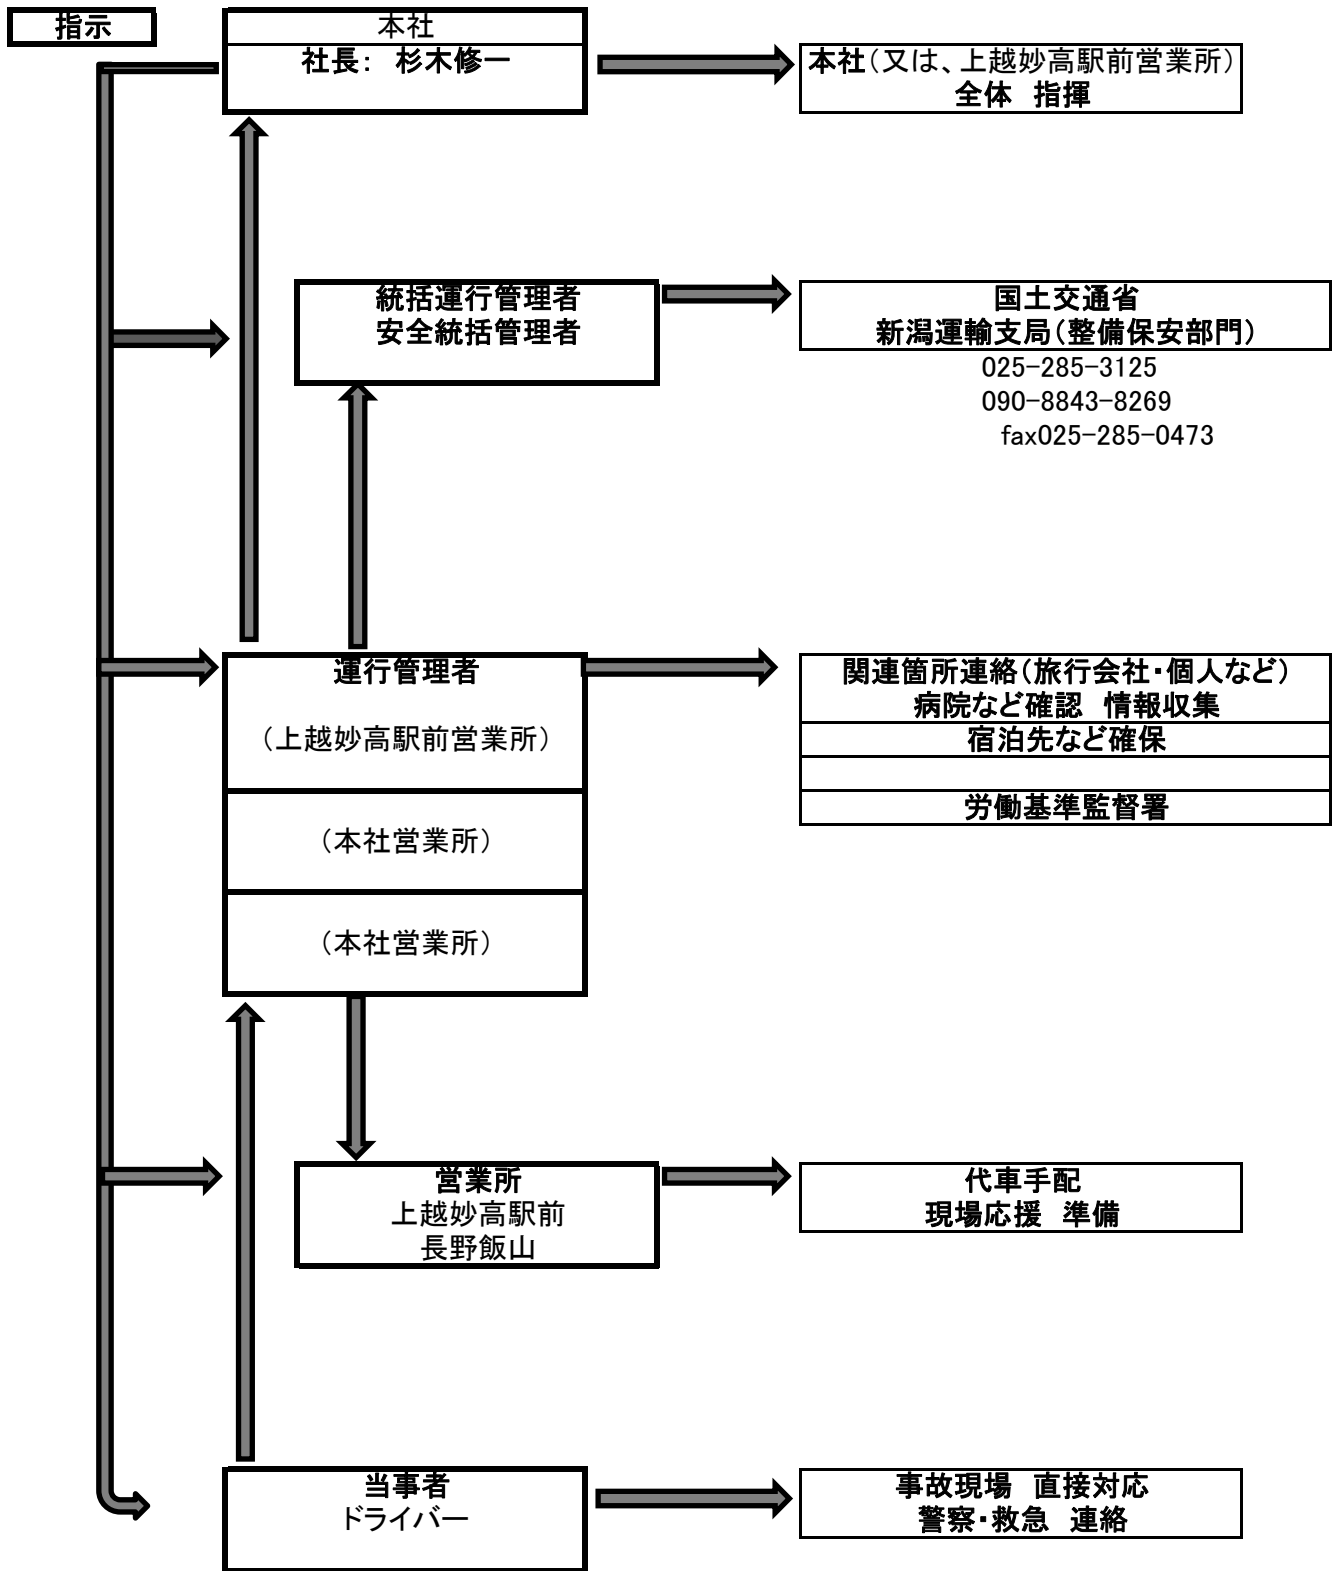 指示
本社
社長： 杉木修一
本社（又は、上越妙高駅前営業所）
全体 指揮
統括運行管理者
安全統括管理者
国土交通省
新潟運輸支局（整備保安部門）
025-285-3125
090-8843-8269
fax025-285-0473
運行管理者
（上越妙高駅前営業所）
（本社営業所）
（本社営業所）
関連箇所連絡（旅行会社・個人など）
病院など確認 情報収集
宿泊先など確保
労働基準監督署
営業所
上越妙高駅前
長野飯山
代車手配
現場応援 準備
当事者
ドライバー
事故現場 直接対応
警察・救急 連絡